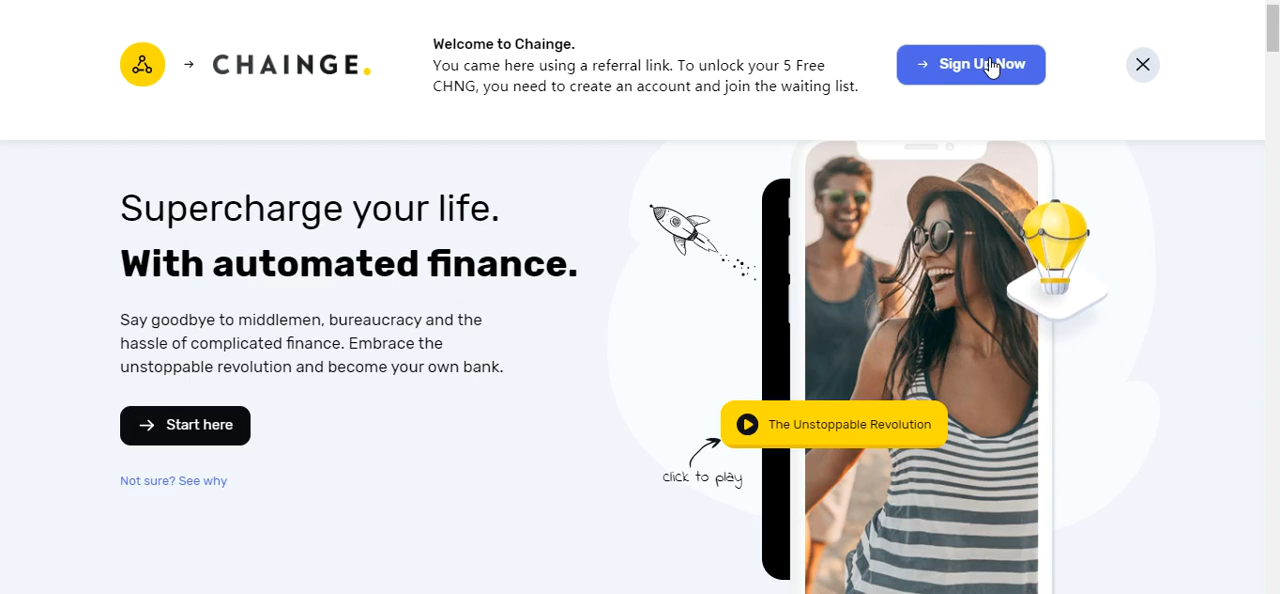 CHAINGE.
Welcome to Chainge.
You came here using a referral link. To unlock your 5 Free
CHNG, you need to create an account and join the waiting list.
Sign Up Now
Supercharge your life.
With automated finance.
Say goodbye to middlemen, bureaucracy and the
hassle of complicated finance. Embrace the
unstoppable revolution and become your own bank.
Start here
Not sure? See why
The Unstoppable Revolution
click to play